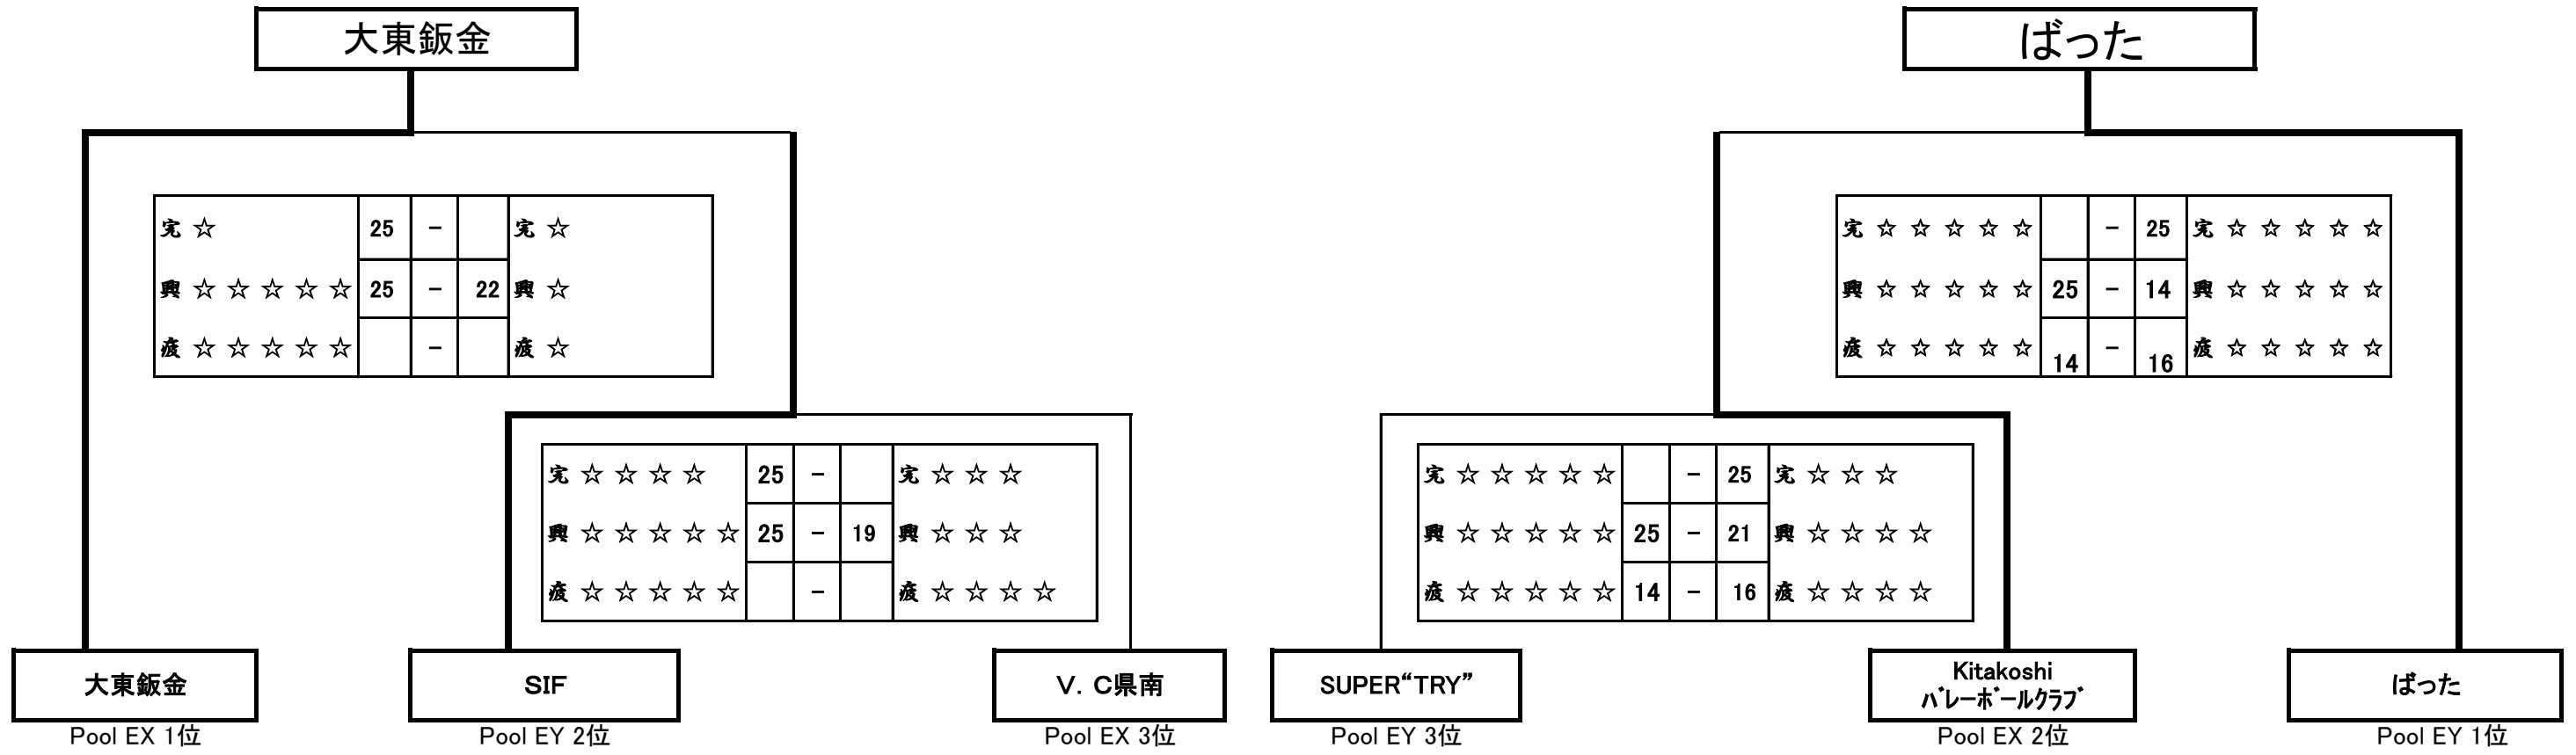 大東鈑金
ばった
完 ☆ 25 - 完 ☆
興 ☆ ☆ ☆ ☆ ☆ 25 - 22 興 ☆
疲 ☆ ☆ ☆ ☆ ☆ - 疲 ☆
完 ☆ ☆ ☆ ☆ ☆ - 25 完 ☆ ☆ ☆ ☆ ☆
興 ☆ ☆ ☆ ☆ ☆ 25 - 14 興 ☆ ☆ ☆ ☆ ☆
疲 ☆ ☆ ☆ ☆ ☆ 14 - 16 疲 ☆ ☆ ☆ ☆ ☆
完 ☆ ☆ ☆ ☆ 25 - 完 ☆ ☆ ☆
興 ☆ ☆ ☆ ☆ ☆ 25 - 19 興 ☆ ☆ ☆
疲 ☆ ☆ ☆ ☆ ☆ - 疲 ☆ ☆ ☆ ☆
完 ☆ ☆ ☆ ☆ ☆ - 25 完 ☆ ☆ ☆
興 ☆ ☆ ☆ ☆ ☆ 25 - 21 興 ☆ ☆ ☆ ☆
疲 ☆ ☆ ☆ ☆ ☆ 14 - 16 疲 ☆ ☆ ☆ ☆
大東鈑金
Pool EX 1位
SIF
Pool EY 2位
V．C県南
Pool EX 3位
SUPER“TRY”
Pool EY 3位
Kitakoshi
ﾊﾞﾚｰﾎﾞｰﾙｸﾗﾌﾞ
Pool EX 2位
ばった
Pool EY 1位